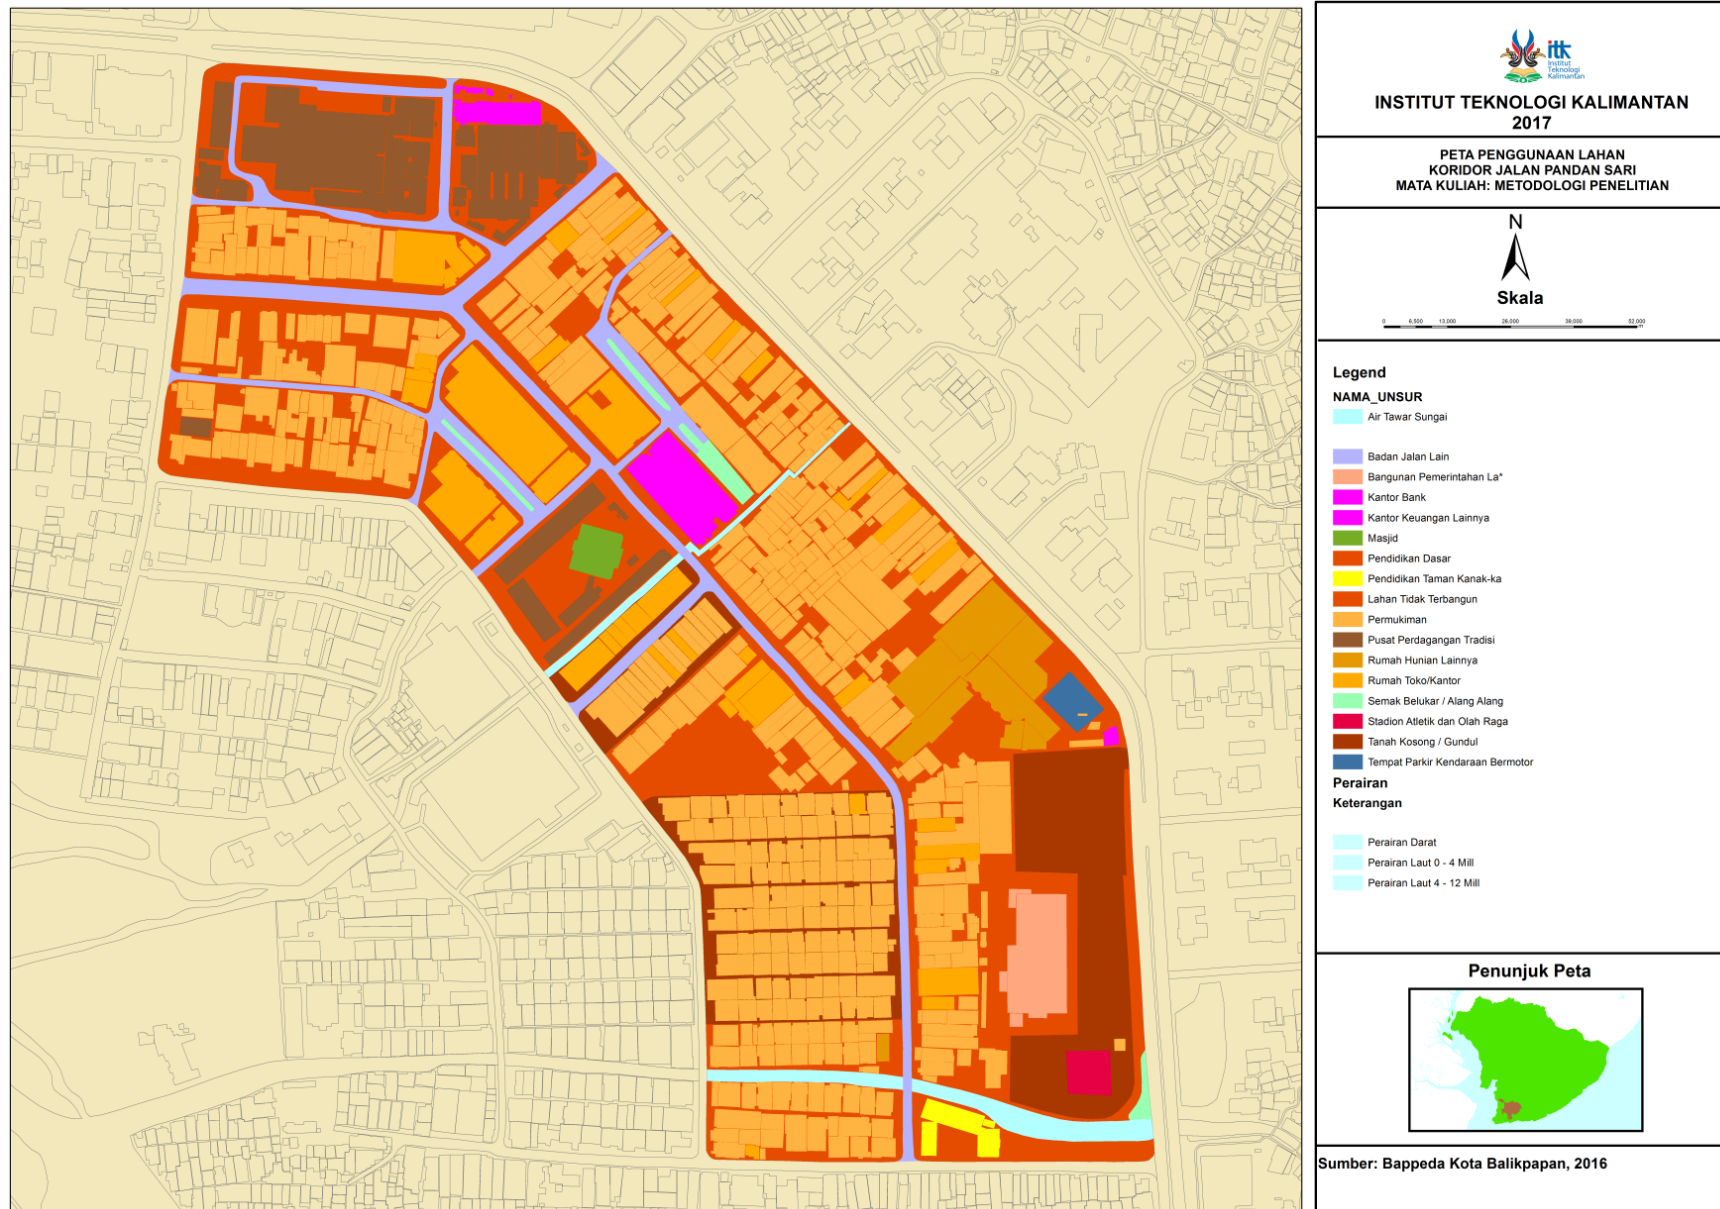 itk
Institut
Teknologi
Kalimantan
INSTITUT TEKNOLOGI KALIMANTAN
2017
PETA PENGGUNAAN LAHAN
KORIDOR JALAN PANDAN SARI
MATA KULIAH: METODOLOGI PENELITIAN
N
Skala
0 6,500 13,000 26,000 39,000 52,000
m
Legend
NAMA_UNSUR
Air Tawar Sungai
Badan Jalan Lain
Bangunan Pemerintahan La*
Kantor Bank
Kantor Keuangan Lainnya
Masjid
Pendidikan Dasar
Pendidikan Taman Kanak-ka
Lahan Tidak Terbangun
Permukiman
Pusat Perdagangan Tradisi
Rumah Hunian Lainnya
Rumah Toko/Kantor
Semak Belukar / Alang Alang
Stadion Atletik dan Olah Raga
Tanah Kosong / Gundul
Tempat Parkir Kendaraan Bermotor
Perairan
Keterangan
Perairan Darat
Perairan Laut 0 - 4 Mill
Perairan Laut 4 - 12 Mill
Penunjuk Peta
Sumber: Bappeda Kota Balikpapan, 2016